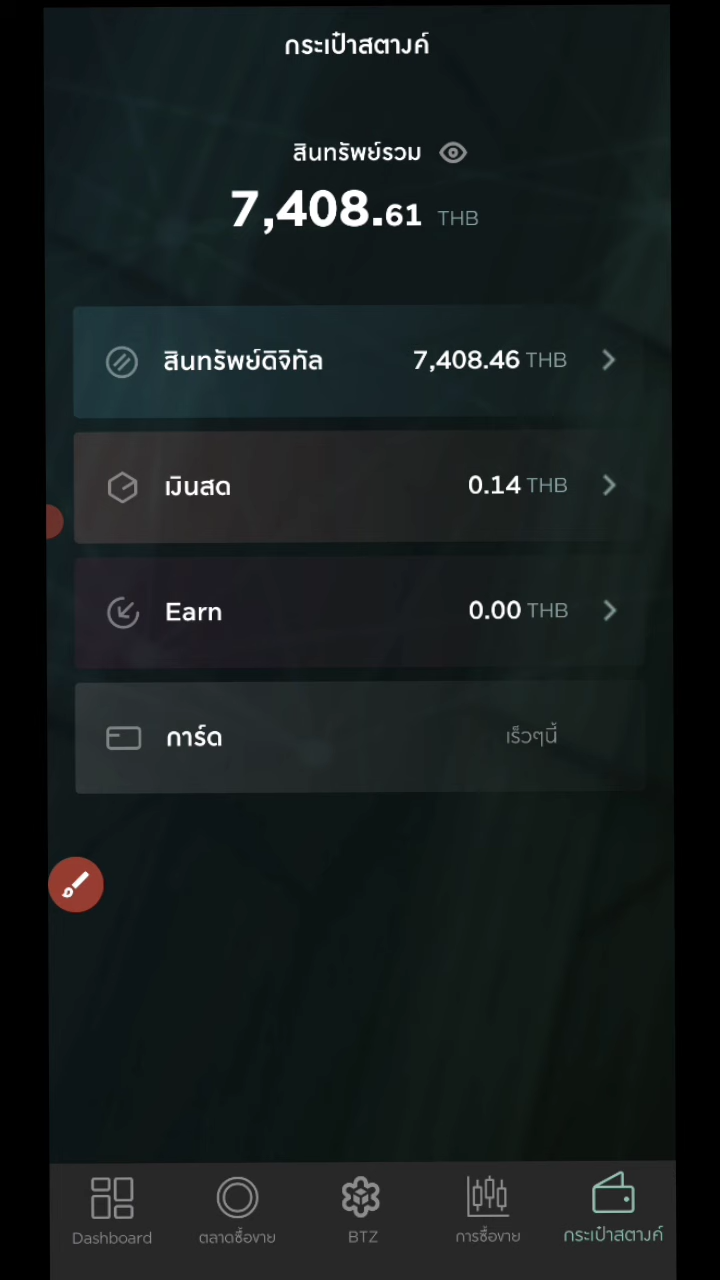 กระเป๋าสตางค์
สินทรัพย์รวม
7,408.61 THB
สินทรัพย์ดิจิทัล 7,408.46 THB
เงินสด 0.14 THB
Earn 0.00 THB
การ์ด เร็วๆนี้
Dashboard ตลาดซื้อขาย BTZ การซื้อขาย กระเป๋าสตางค์